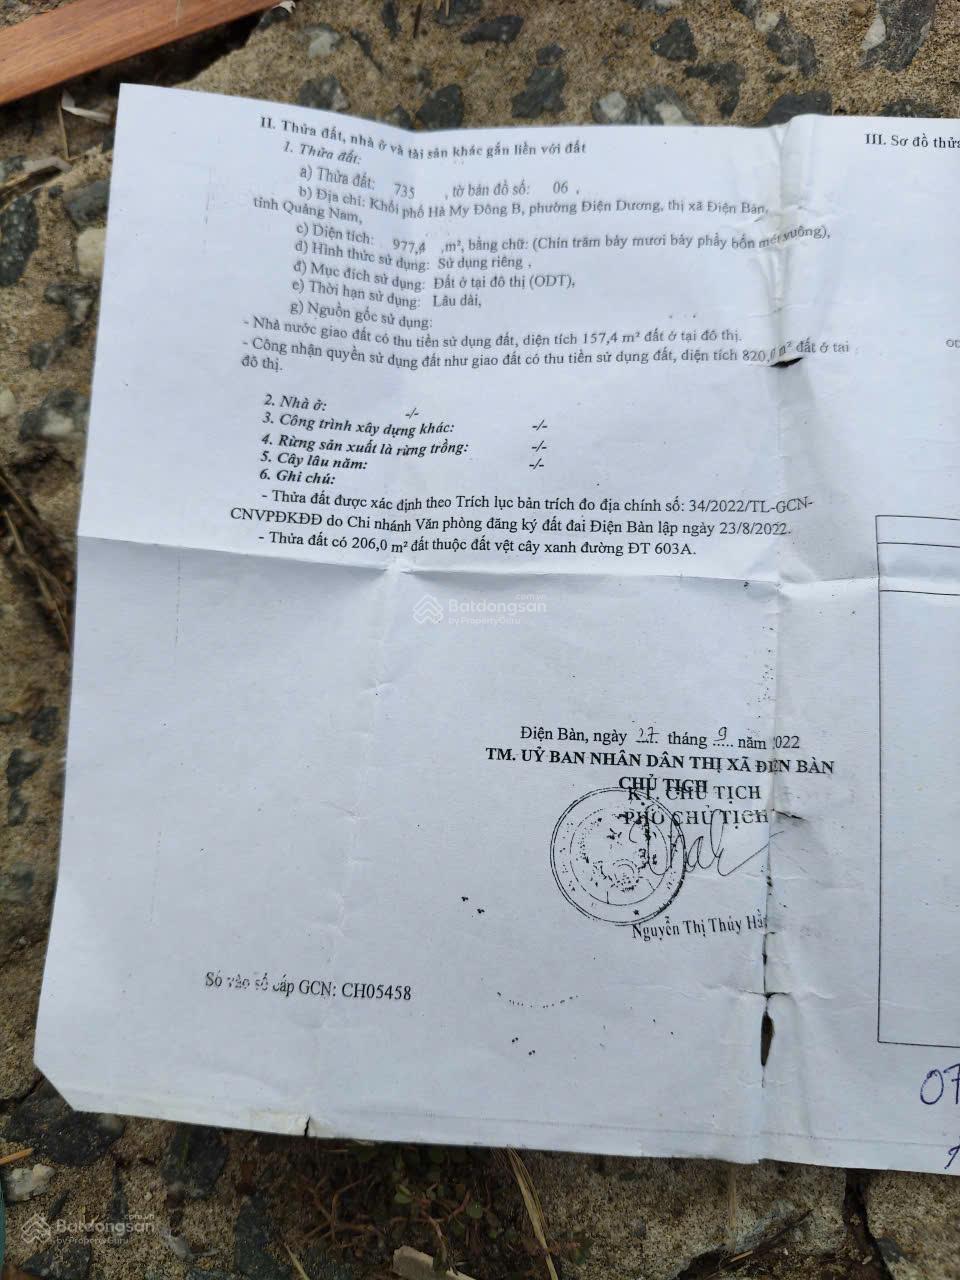 II. Thửa đất, nhà ở và tài sản khác gắn liền với đất
1. Thửa đất:
a) Thửa đất: 735 , tờ bản đồ số: 06 ,
b) Địa chỉ: Khối phố Hà My Đông B, phường Điện Dương, thị xã Điện Bàn,
tỉnh Quảng Nam,
c) Diện tích: 977,4 ,m², bằng chữ: (Chín trăm bảy mươi bảy phẩy bốn mét vuông),
d) Hình thức sử dụng: Sử dụng riêng ,
đ) Mục đích sử dụng: Đất ở tại đô thị (ODT),
e) Thời hạn sử dụng: Lâu dài,
g) Nguồn gốc sử dụng:
- Nhà nước giao đất có thu tiền sử dụng đất, diện tích 157,4 m² đất ở tại đô thị.
- Công nhận quyền sử dụng đất như giao đất có thu tiền sử dụng đất, diện tích 820,0 m² đất ở tại
đô thị.
2. Nhà ở: -/-
3. Công trình xây dựng khác: -/-
4. Rừng sản xuất là rừng trồng: -/-
5. Cây lâu năm: -/-
6. Ghi chú:
- Thửa đất được xác định theo Trích lục bản trích đo địa chính số: 34/2022/TL-GCN-
CNVPĐKĐĐ do Chi nhánh Văn phòng đăng ký đất đai Điện Bàn lập ngày 23/8/2022.
- Thửa đất có 206,0 m² đất thuộc đất vệt cây xanh đường ĐT 603A.
Điện Bàn, ngày 27 tháng 9 năm 2022
TM. UỶ BAN NHÂN DÂN THỊ XÃ ĐIỆN BÀN
CHỦ TỊCH
KT. CHỦ TỊCH
PHÓ CHỦ TỊCH
Nguyễn Thị Thúy Hằ
Số vào sổ cấp GCN: CH05458
III. Sơ đồ thửa
07
Batdongsan.com.vn
by PropertyGuru
Batdongsan.com.vn
by PropertyGuru